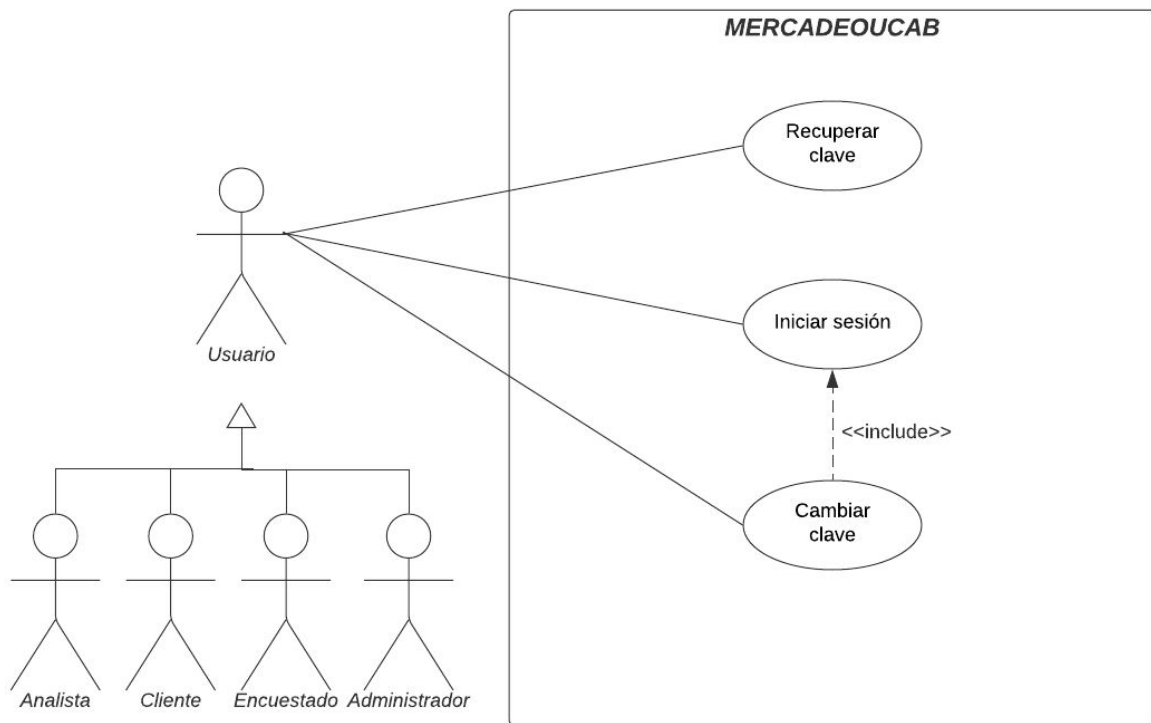 MERCADEOUCAB
Recuperar
clave
Iniciar sesión
Usuario
<<include>>
Cambiar
clave
Analista
Cliente
Encuestado
Administrador